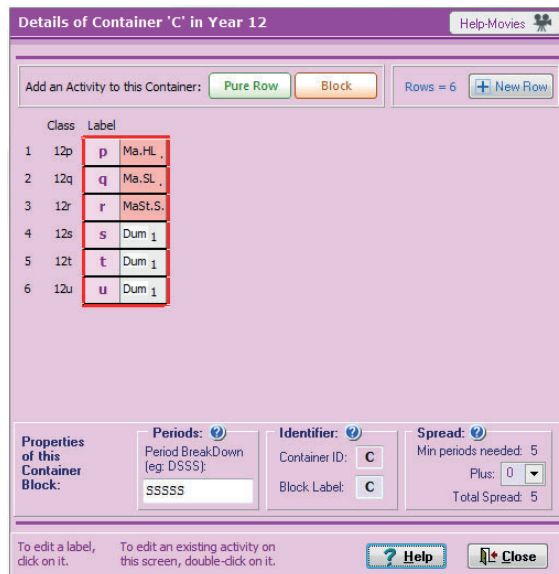 Details of Container 'C' in Year 12 Help-Movies
Add an Activity to this Container: Pure Row Block Rows = 6 New Row
Class Label
1 12p p Ma.HL .
2 12q q Ma.SL .
3 12r r MaSt.S.
4 12s s Dum 1
5 12t t Dum 1
6 12u u Dum 1
Properties of this Container Block:
Periods: ?
Period BreakDown
(eg: DSSS):
SSSSS
Identifier: ?
Container ID: C
Block Label: C
Spread: ?
Min periods needed: 5
Plus: 0
Total Spread: 5
To edit a label,
click on it.
To edit an existing activity on
this screen, double-click on it.
? Help Close